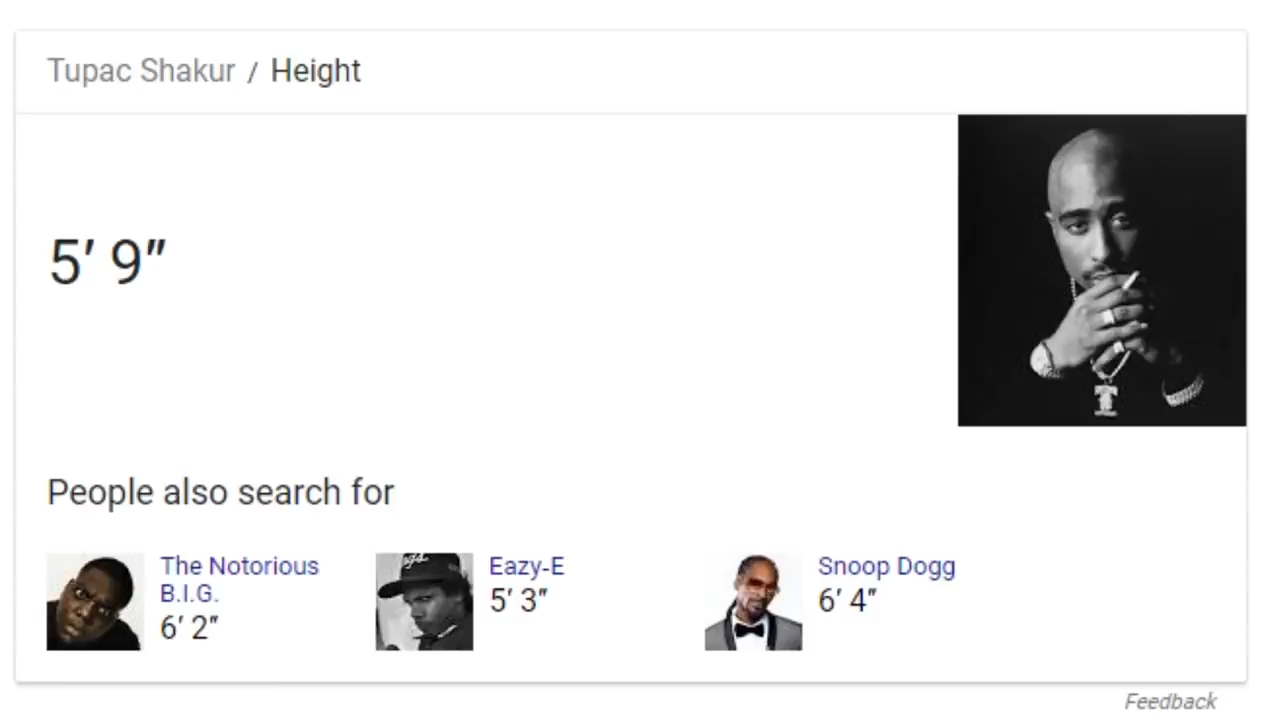 Tupac Shakur / Height
5′ 9″
People also search for
The Notorious
B.I.G.
6′ 2″
Eazy-E
5′ 3″
Snoop Dogg
6′ 4″
Feedback